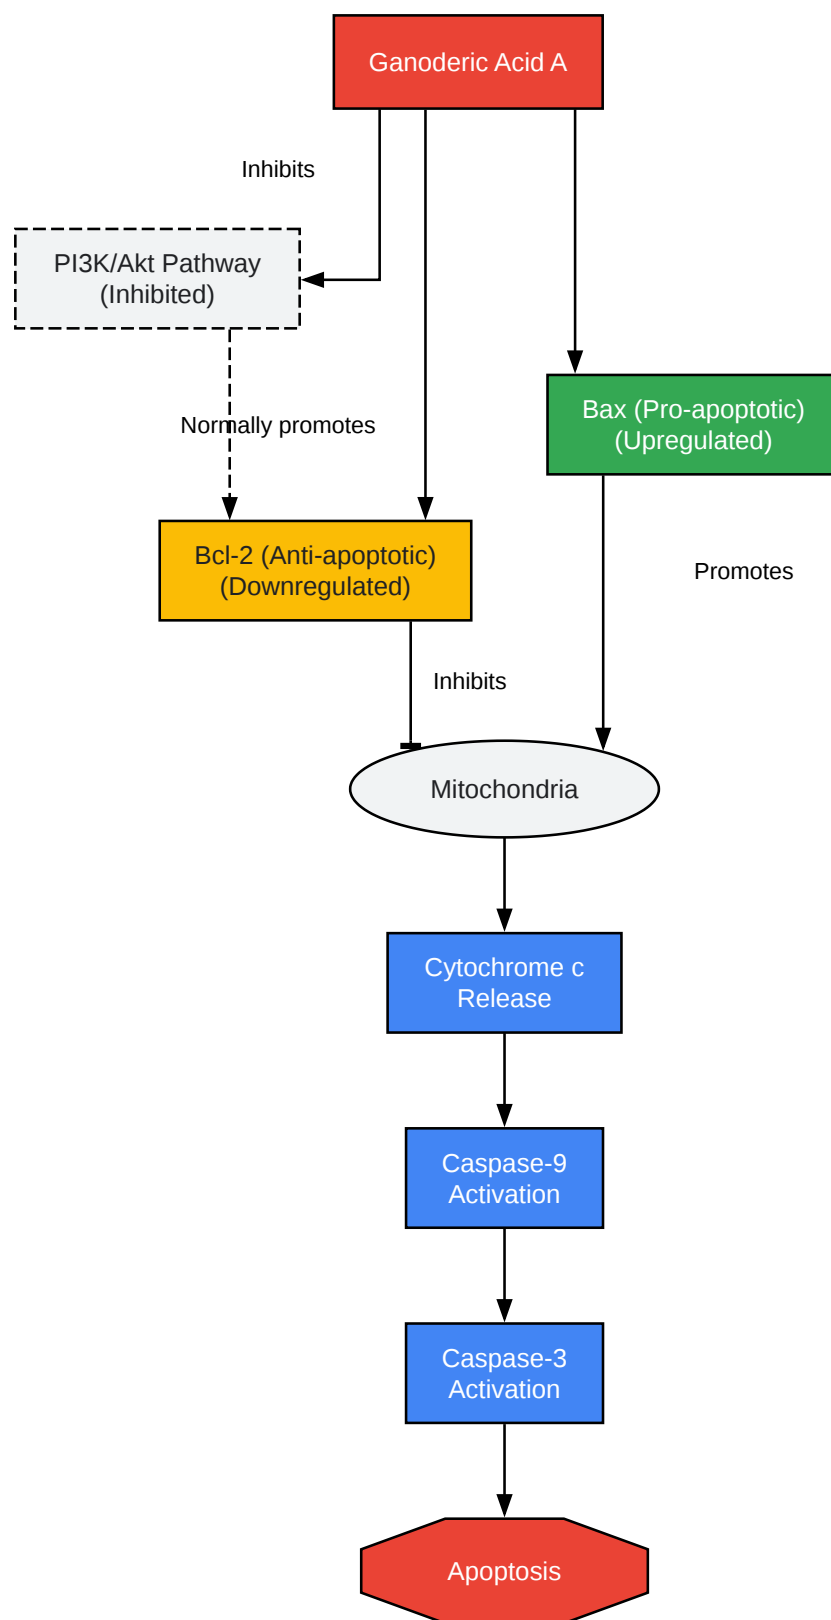 Ganoderic Acid A
Inhibits
PI3K/Akt Pathway
(Inhibited)
Bax (Pro-apoptotic)
(Upregulated)
Normally promotes
Bcl-2 (Anti-apoptotic)
(Downregulated)
Promotes
Inhibits
Mitochondria
Cytochrome c
Release
Caspase-9
Activation
Caspase-3
Activation
Apoptosis